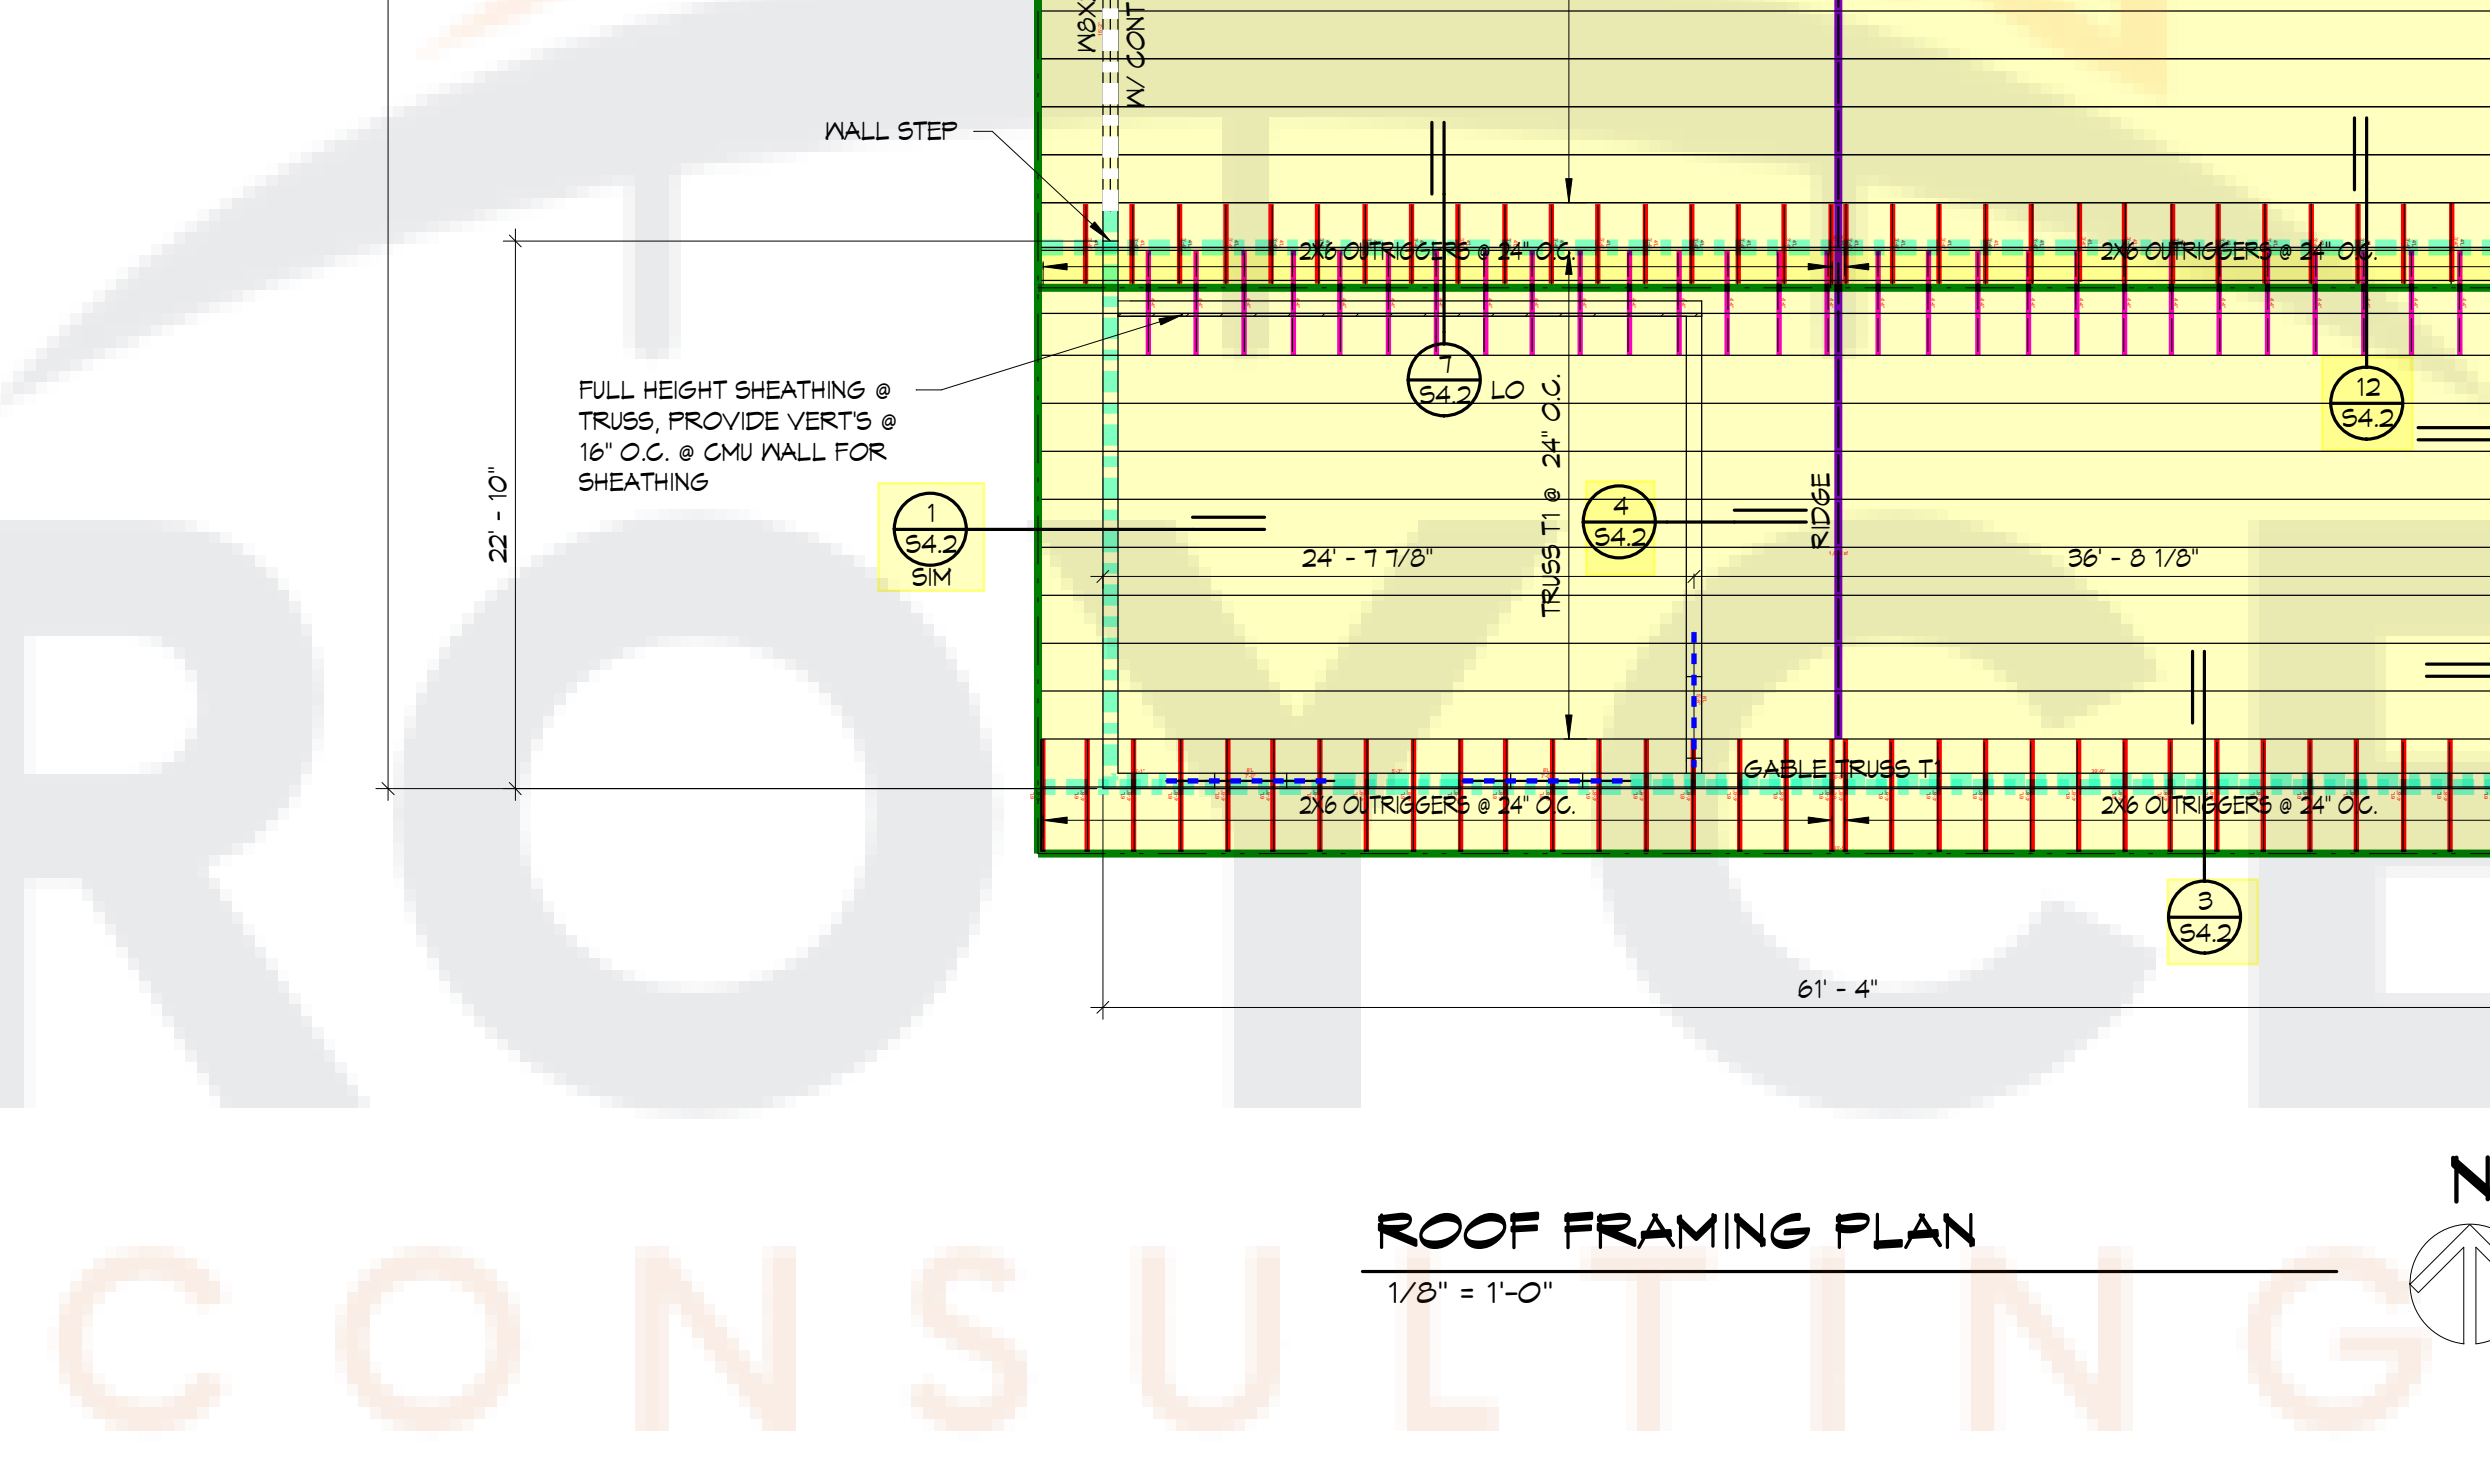 W8X
W/ CONT
WALL STEP
2X6 OUTRIGGERS @ 24" O.C.
2X6 OUTRIGGERS @ 24" O.C.
FULL HEIGHT SHEATHING @
TRUSS, PROVIDE VERT'S @
16" O.C. @ CMU WALL FOR
SHEATHING
7
S4.2
LO
12
S4.2
22' - 10"
1
S4.2
SIM
TRUSS T1 @ 24" O.C.
4
S4.2
RIDGE
24' - 7 7/8"
36' - 8 1/8"
GABLE TRUSS T1
2X6 OUTRIGGERS @ 24" O.C.
2X6 OUTRIGGERS @ 24" O.C.
3
S4.2
61' - 4"
N
ROOF FRAMING PLAN
1/8" = 1'-0"
ROYCE
CONSULTING